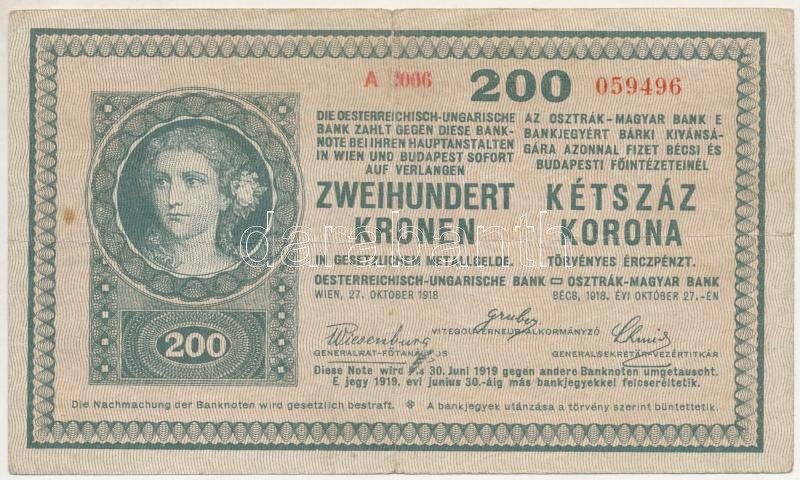 A 2006 200 059496
DIE OESTERREICHISCH-UNGARISCHE
BANK ZAHLT GEGEN DIESE BANK-
NOTE BEI IHREN HAUPTANSTALTEN
IN WIEN UND BUDAPEST SOFORT
AUF VERLANGEN
ZWEIHUNDERT
KRONEN
IN GESETZLICHEM METALLGELDE.
AZ OSZTRÁK-MAGYAR BANK E
BANKJEGYÉRT BÁRKI KIVÁNSÁ-
GÁRA AZONNAL FIZET BÉCSI ÉS
BUDAPESTI FŐINTÉZETEINÉL
KÉTSZÁZ
KORONA
TÖRVÉNYES ÉRCZPÉNZT.
OESTERREICHISCH-UNGARISCHE BANK OSZTRÁK-MAGYAR BANK
WIEN, 27. OKTOBER 1918 BÉCS, 1918. ÉVI OKTÓBER 27.-ÉN
Wiesenburg
GENERALRAT-FŐTANÁCSOS
Gruber
VITEGOUVERNEUR-ALKORMÁNYZÓ
Schmid
GENERALSEKRETÄR-VEZÉRTITKÁR
Diese Note wird bis 30. Juni 1919 gegen andere Banknoten umgetauscht.
E jegy 1919. évi junius 30.-áig más bankjegyekkel felcseréltetik.
Die Nachmachung der Banknoten wird gesetzlich bestraft. A bankjegyek utánzása a törvény szerint büntettetik.
200
darabanth